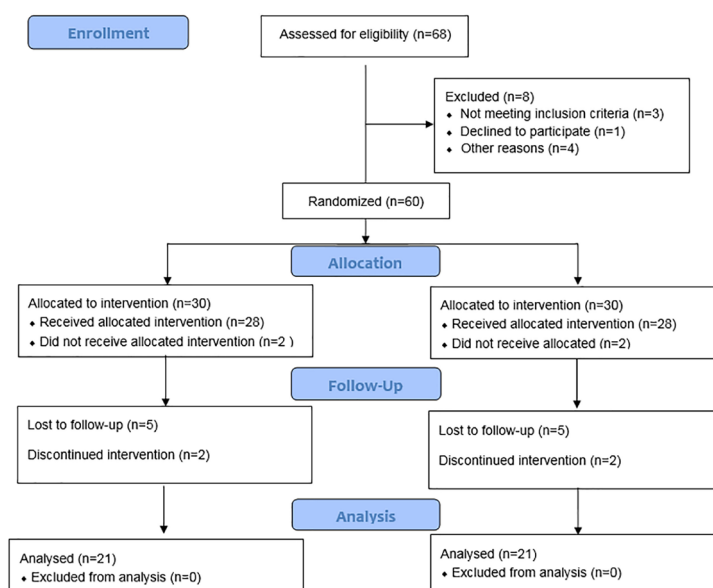 Enrollment
Assessed for eligibility (n=68)
Excluded (n=8)
⬥ Not meeting inclusion criteria (n=3)
⬥ Declined to participate (n=1)
⬥ Other reasons (n=4)
Randomized (n=60)
Allocation
Allocated to intervention (n=30)
⬥ Received allocated intervention (n=28)
⬥ Did not receive allocated intervention (n=2 )
Allocated to intervention (n=30)
⬥ Received allocated intervention (n=28)
⬥ Did not receive allocated (n=2)
Follow-Up
Lost to follow-up (n=5)
Discontinued intervention (n=2)
Lost to follow-up (n=5)
Discontinued intervention (n=2)
Analysis
Analysed (n=21)
⬥ Excluded from analysis (n=0)
Analysed (n=21)
⬥ Excluded from analysis (n=0)